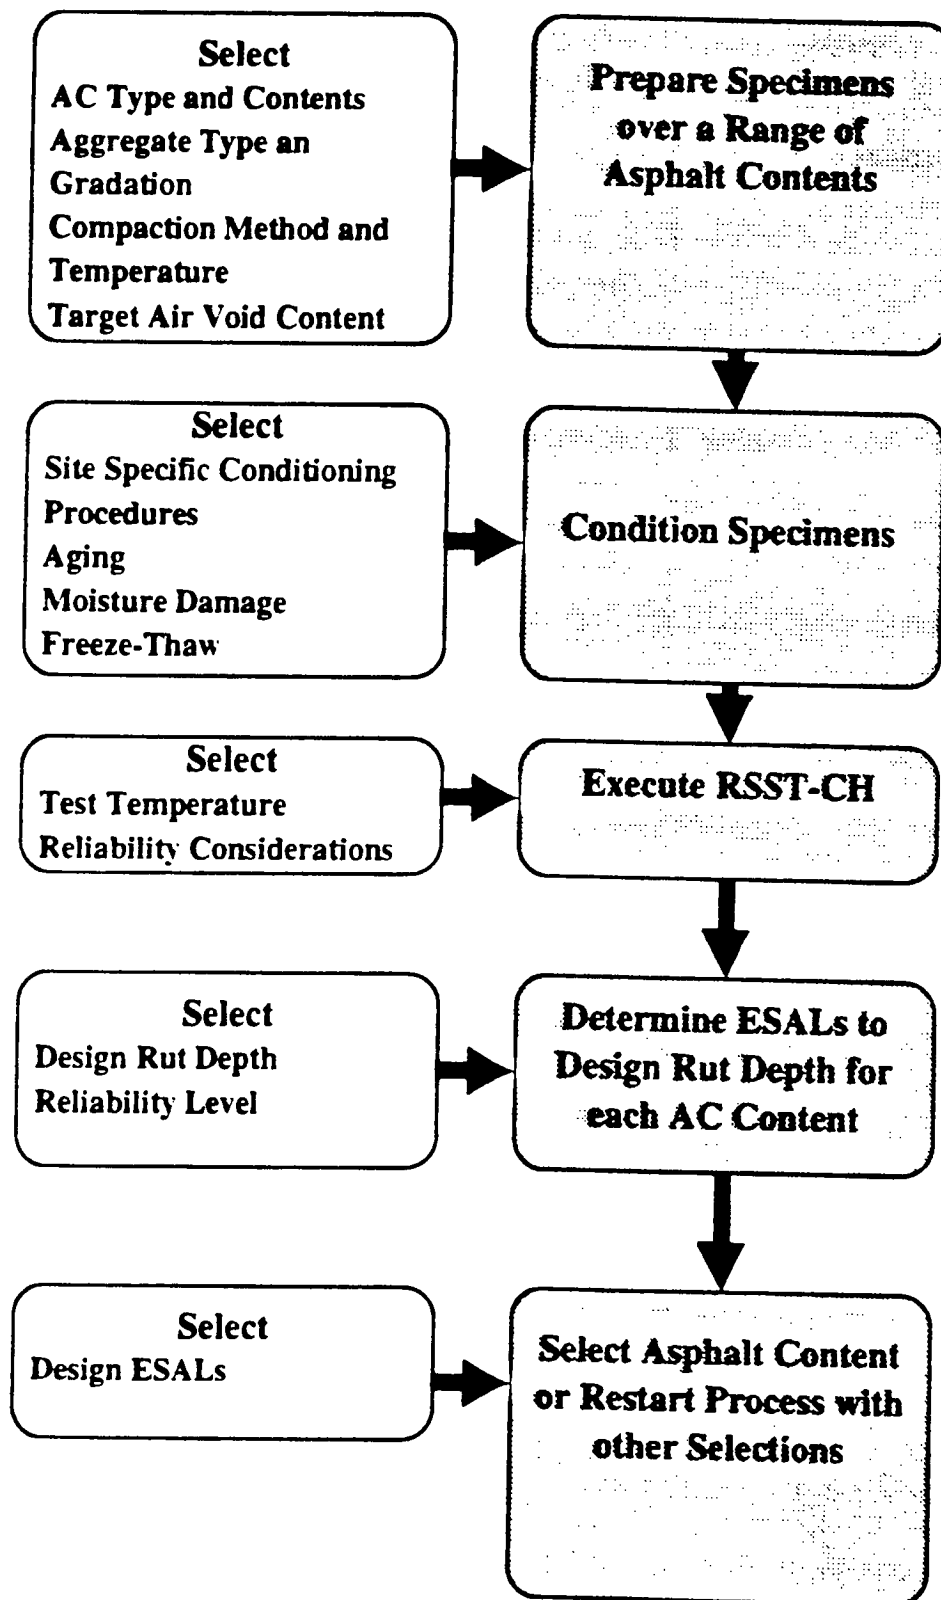 Select
AC Type and Contents
Aggregate Type an
Gradation
Compaction Method and
Temperature
Target Air Void Content
Prepare Specimens
over a Range of
Asphalt Contents
Select
Site Specific Conditioning
Procedures
Aging
Moisture Damage
Freeze-Thaw
Condition Specimens
Select
Test Temperature
Reliability Considerations
Execute RSST-CH
Select
Design Rut Depth
Reliability Level
Determine ESALs to
Design Rut Depth for
each AC Content
Select
Design ESALs
Select Asphalt Content
or Restart Process with
other Selections